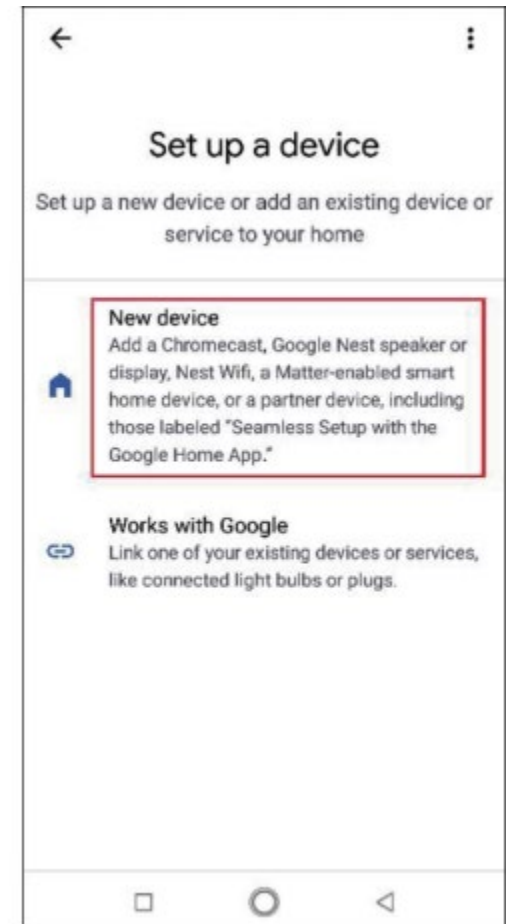 Set up a device
Set up a new device or add an existing device or
service to your home
New device
Add a Chromecast, Google Nest speaker or
display, Nest Wifi, a Matter-enabled smart
home device, or a partner device, including
those labeled "Seamless Setup with the
Google Home App."
Works with Google
Link one of your existing devices or services,
like connected light bulbs or plugs.